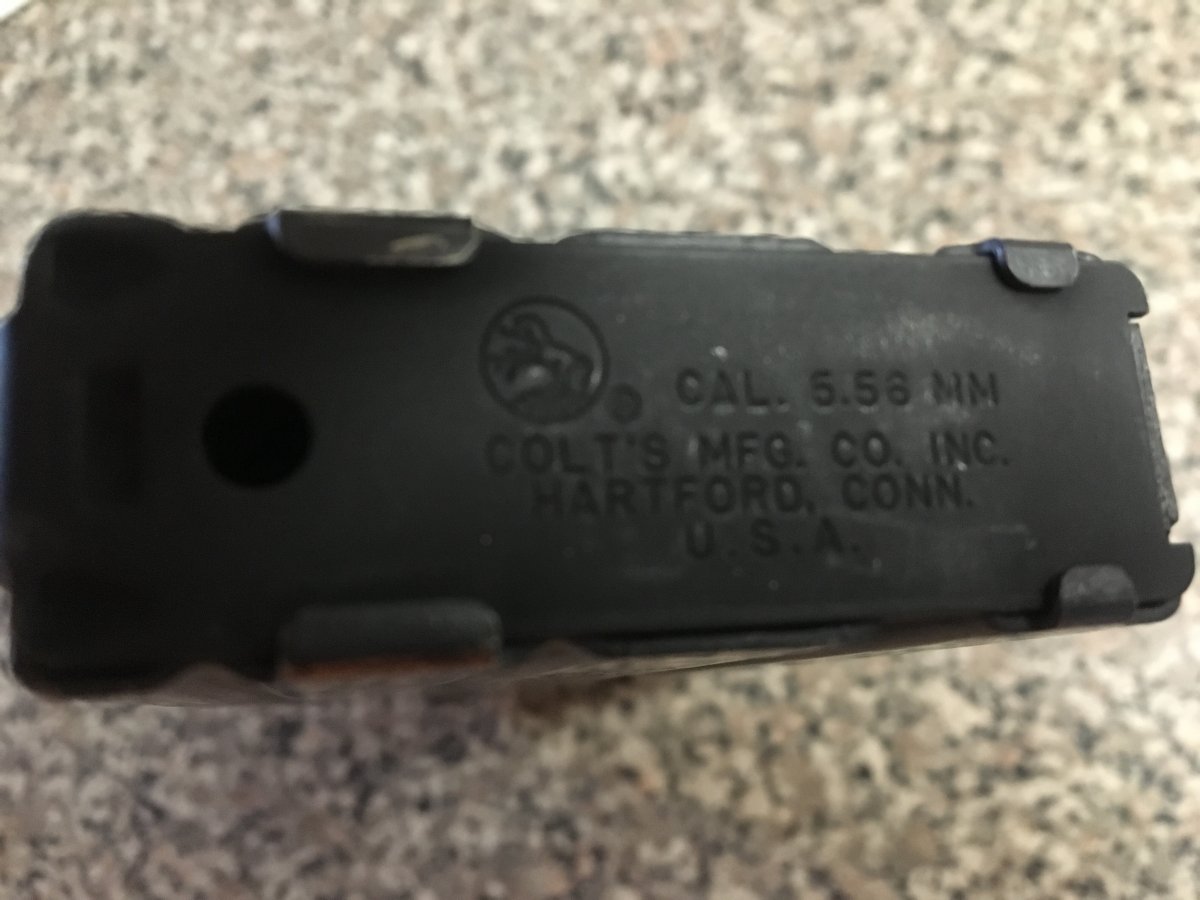 CAL. 5.56 MM
COLT'S MFG. CO. INC.
HARTFORD, CONN.
U.S.A.